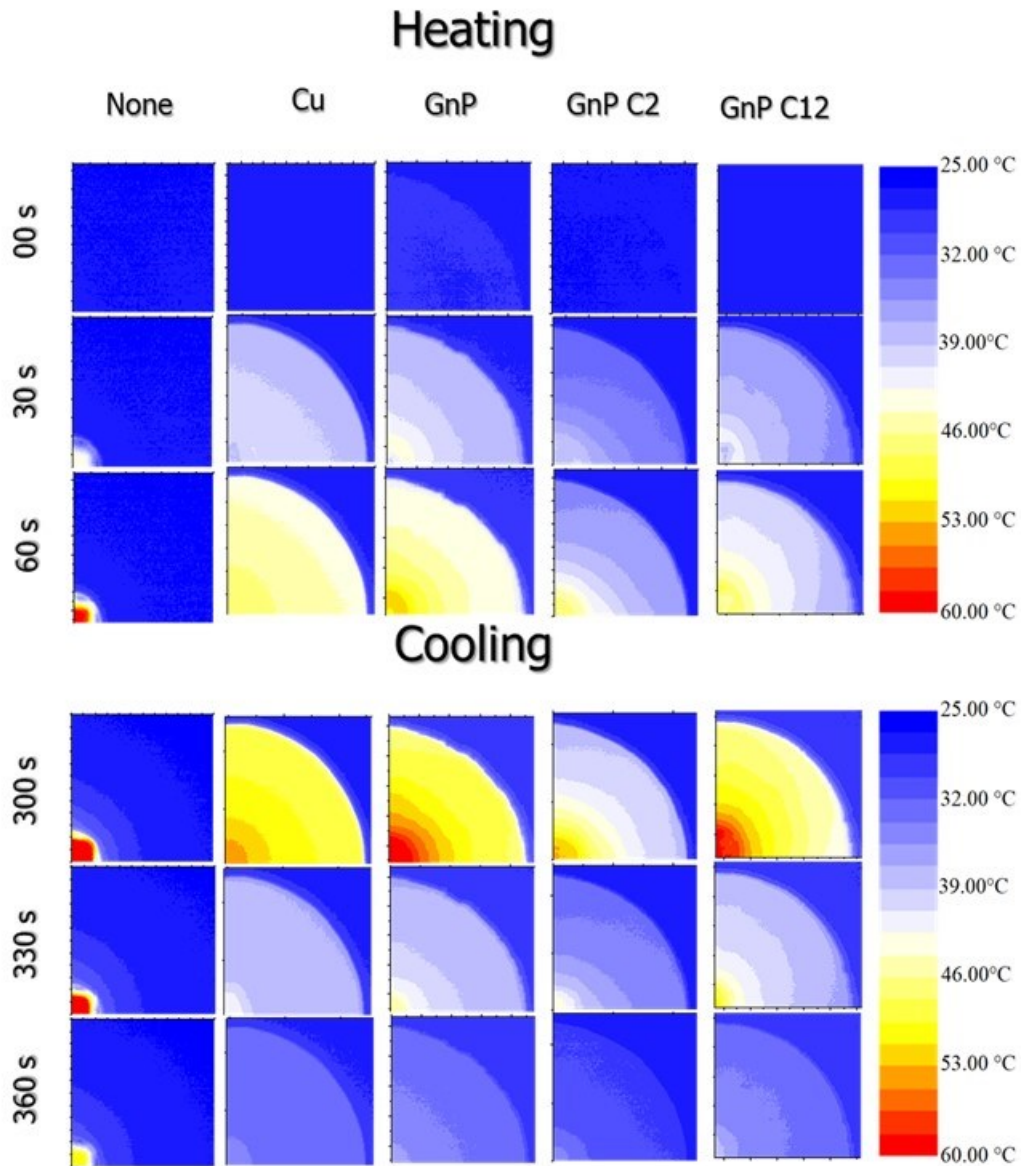 Heating
None Cu GnP GnP C2 GnP C12
00 s
30 s
60 s
25.00 °C
32.00 °C
39.00°C
46.00°C
53.00 °C
60.00 °C
Cooling
300 s
330 s
360 s
25.00 °C
32.00 °C
39.00°C
46.00°C
53.00 °C
60.00 °C